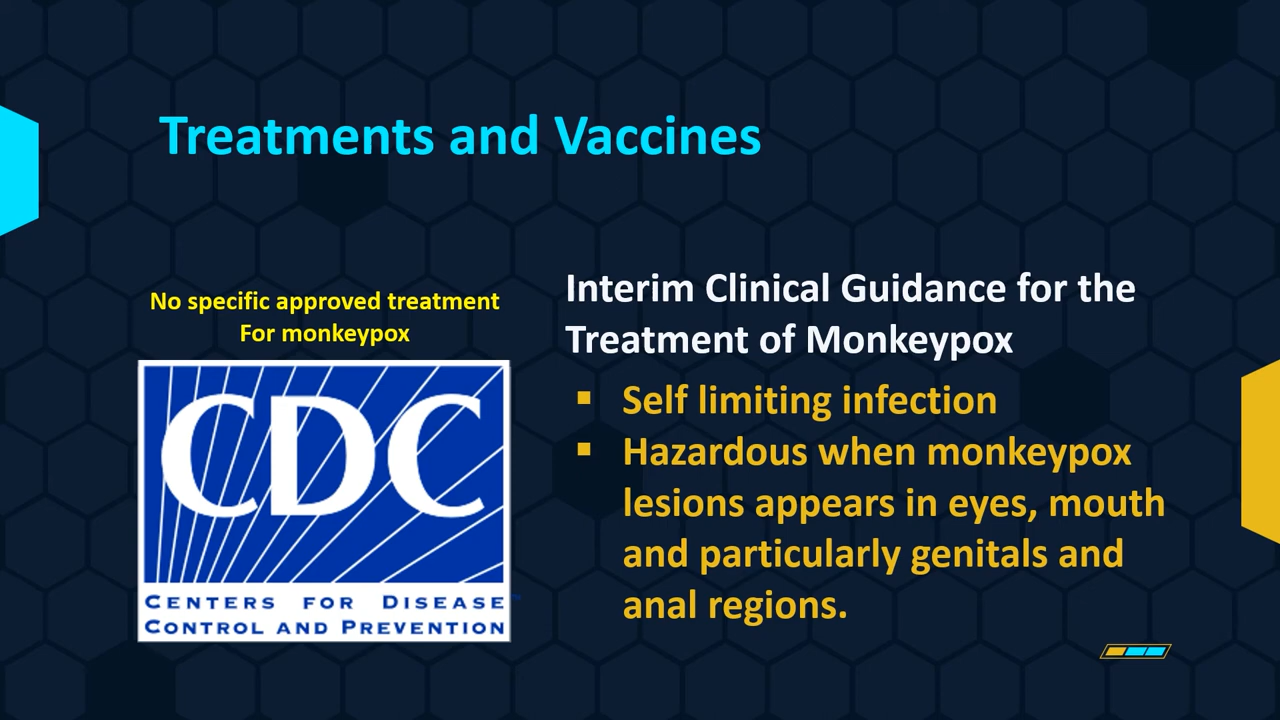 Treatments and Vaccines
No specific approved treatment
For monkeypox
CDC
CENTERS FOR DISEASE
CONTROL AND PREVENTION
Interim Clinical Guidance for the
Treatment of Monkeypox
▪ Self limiting infection
▪ Hazardous when monkeypox
lesions appears in eyes, mouth
and particularly genitals and
anal regions.